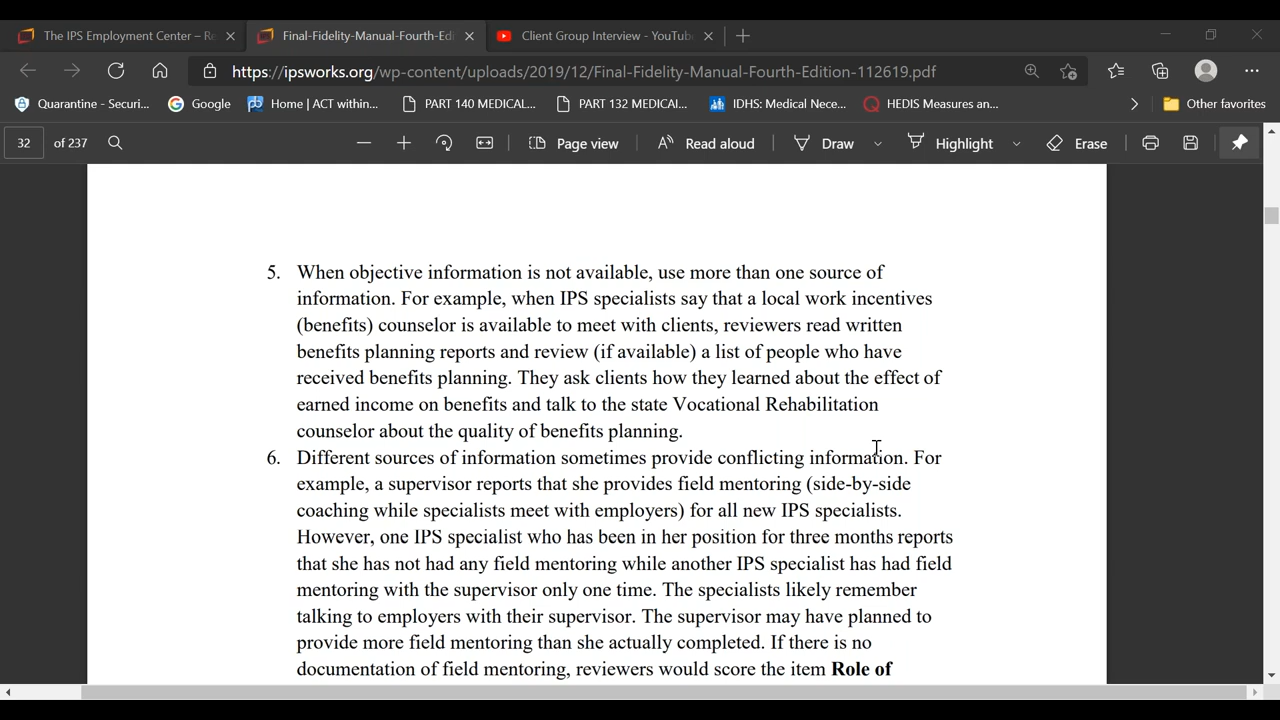 The IPS Employment Center – Re
Final-Fidelity-Manual-Fourth-Edi
Client Group Interview - YouTub
https://ipsworks.org/wp-content/uploads/2019/12/Final-Fidelity-Manual-Fourth-Edition-112619.pdf
Quarantine - Securi...
Google
Home | ACT within...
PART 140 MEDICAL...
PART 132 MEDICAl...
IDHS: Medical Nece...
HEDIS Measures an...
Other favorites
32 of 237
Page view
Read aloud
Draw
Highlight
Erase
5. When objective information is not available, use more than one source of
information. For example, when IPS specialists say that a local work incentives
(benefits) counselor is available to meet with clients, reviewers read written
benefits planning reports and review (if available) a list of people who have
received benefits planning. They ask clients how they learned about the effect of
earned income on benefits and talk to the state Vocational Rehabilitation
counselor about the quality of benefits planning.
6. Different sources of information sometimes provide conflicting information. For
example, a supervisor reports that she provides field mentoring (side-by-side
coaching while specialists meet with employers) for all new IPS specialists.
However, one IPS specialist who has been in her position for three months reports
that she has not had any field mentoring while another IPS specialist has had field
mentoring with the supervisor only one time. The specialists likely remember
talking to employers with their supervisor. The supervisor may have planned to
provide more field mentoring than she actually completed. If there is no
documentation of field mentoring, reviewers would score the item Role of